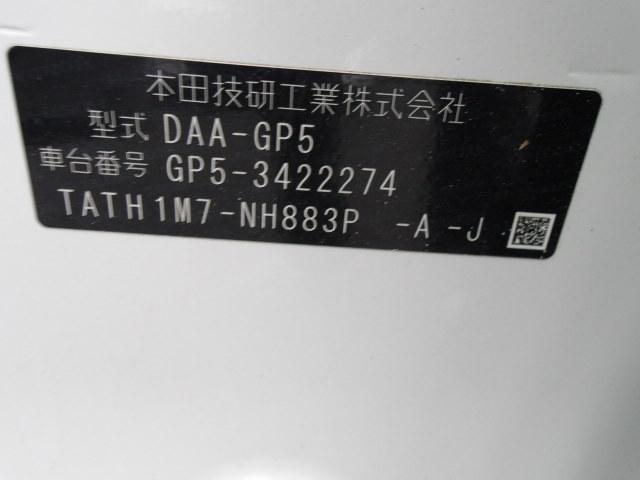 本田技研工業株式会社
型式 DAA-GP5
車台番号 GP5-3422274
TATH1M7-NH883P -A -J